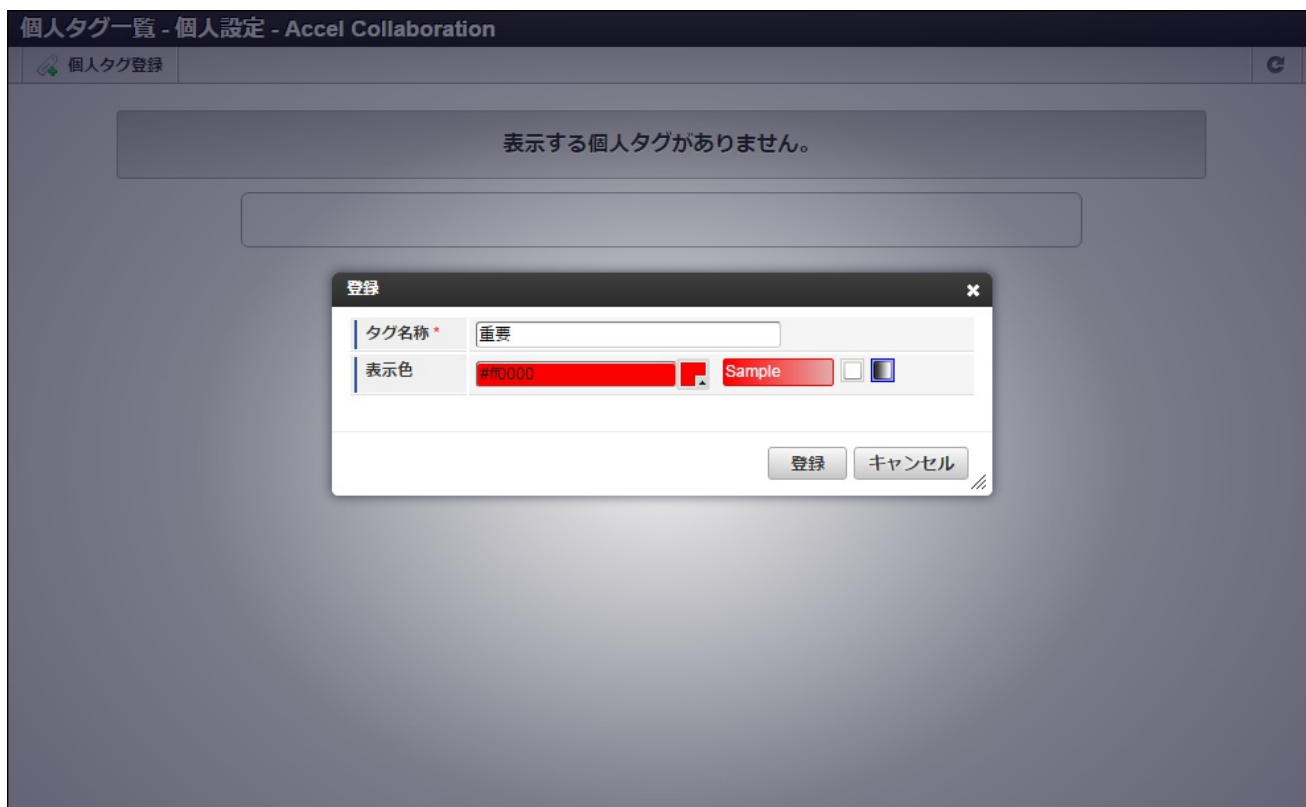 個人タグ一覧 - 個人設定 - Accel Collaboration
個人タグ登録
表示する個人タグがありません。
登録
タグ名称 * 重要
表示色 #ff0000 Sample
登録 キャンセル